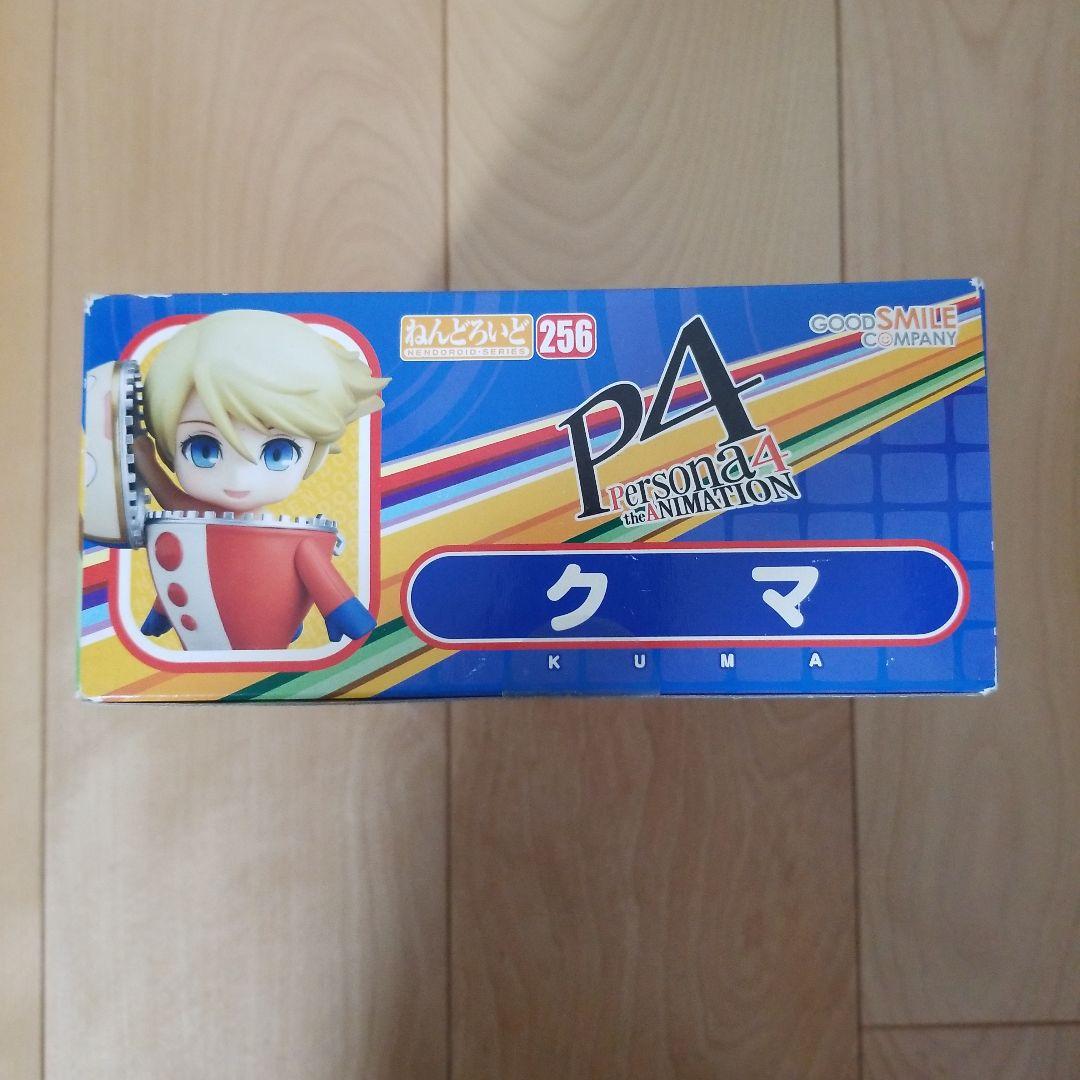 ねんどろいど
NENDOROID・SERIES
256
GOOD SMILE
COMPANY
P4
Persona4
the ANIMATION
クマ
KUMA